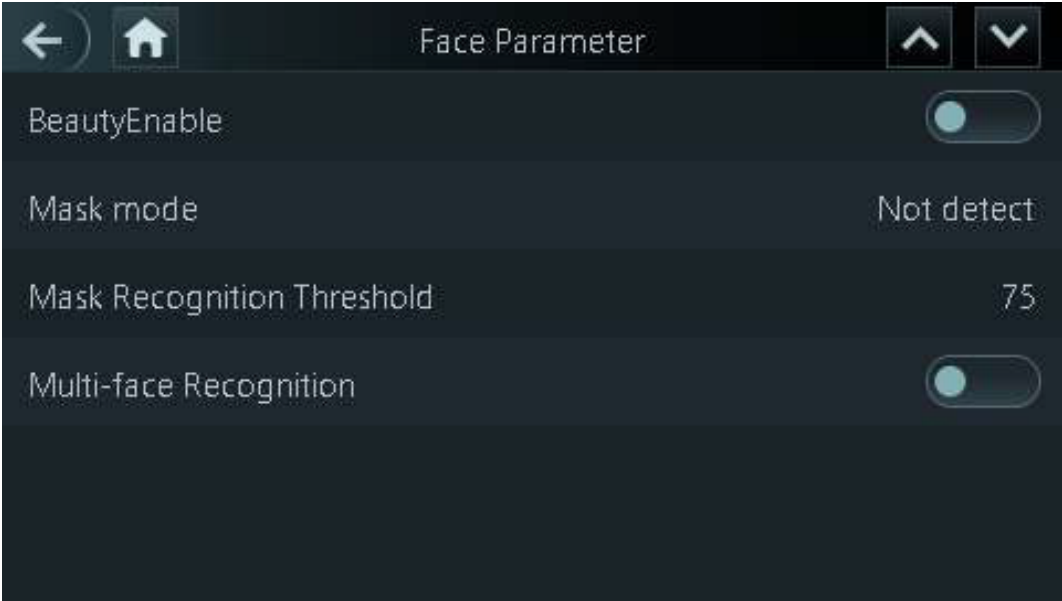 Face Parameter
BeautyEnable
Mask mode Not detect
Mask Recognition Threshold 75
Multi-face Recognition